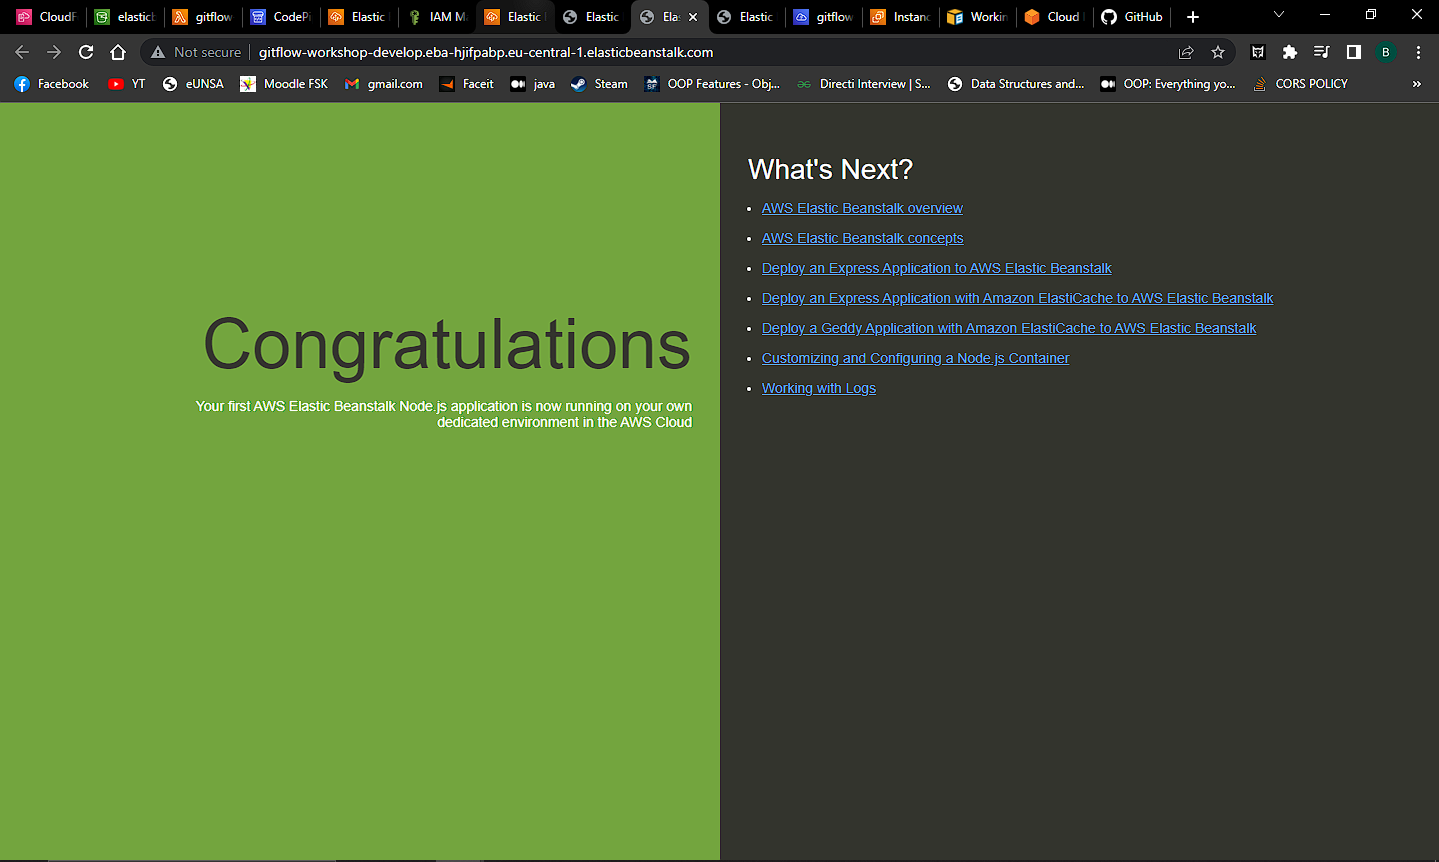 CloudF
elasticb
gitflow
CodePi
Elastic
IAM M
Elastic
Elastic
Ela
Elastic
gitflow
Instanc
Workin
Cloud
GitHub
Not secure
gitflow-workshop-develop.eba-hjifpabp.eu-central-1.elasticbeanstalk.com
B
Facebook
YT
eUNSA
Moodle FSK
gmail.com
Faceit
java
Steam
OOP Features - Obj...
Directi Interview | S...
Data Structures and...
OOP: Everything yo...
CORS POLICY
»
Congratulations
Your first AWS Elastic Beanstalk Node.js application is now running on your own
dedicated environment in the AWS Cloud
What's Next?
AWS Elastic Beanstalk overview
AWS Elastic Beanstalk concepts
Deploy an Express Application to AWS Elastic Beanstalk
Deploy an Express Application with Amazon ElastiCache to AWS Elastic Beanstalk
Deploy a Geddy Application with Amazon ElastiCache to AWS Elastic Beanstalk
Customizing and Configuring a Node.js Container
Working with Logs